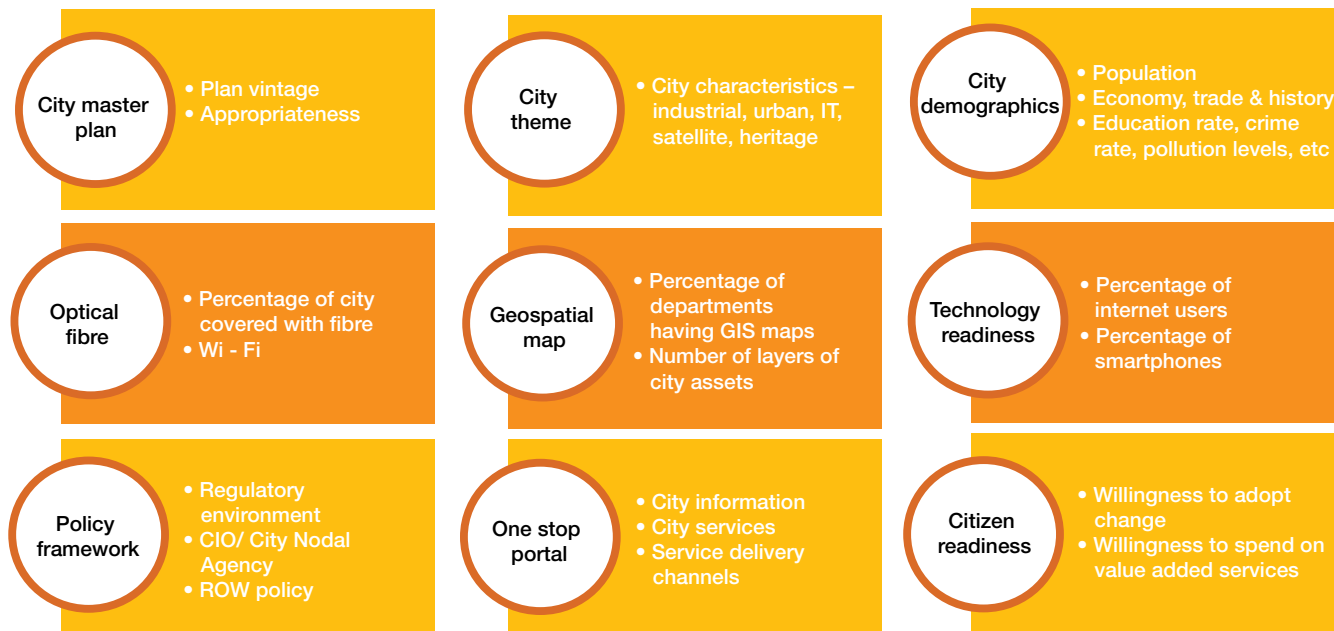 City master
plan
• Plan vintage
• Appropriateness
City
theme
• City characteristics –
industrial, urban, IT,
satellite, heritage
City
demographics
• Population
• Economy, trade & history
• Education rate, crime
rate, pollution levels, etc
Optical
fibre
• Percentage of city
covered with fibre
• Wi - Fi
Geospatial
map
• Percentage of
departments
having GIS maps
• Number of layers of
city assets
Technology
readiness
• Percentage of
internet users
• Percentage of
smartphones
Policy
framework
• Regulatory
environment
• CIO/ City Nodal
Agency
• ROW policy
One stop
portal
• City information
• City services
• Service delivery
channels
Citizen
readiness
• Willingness to adopt
change
• Willingness to spend on
value added services